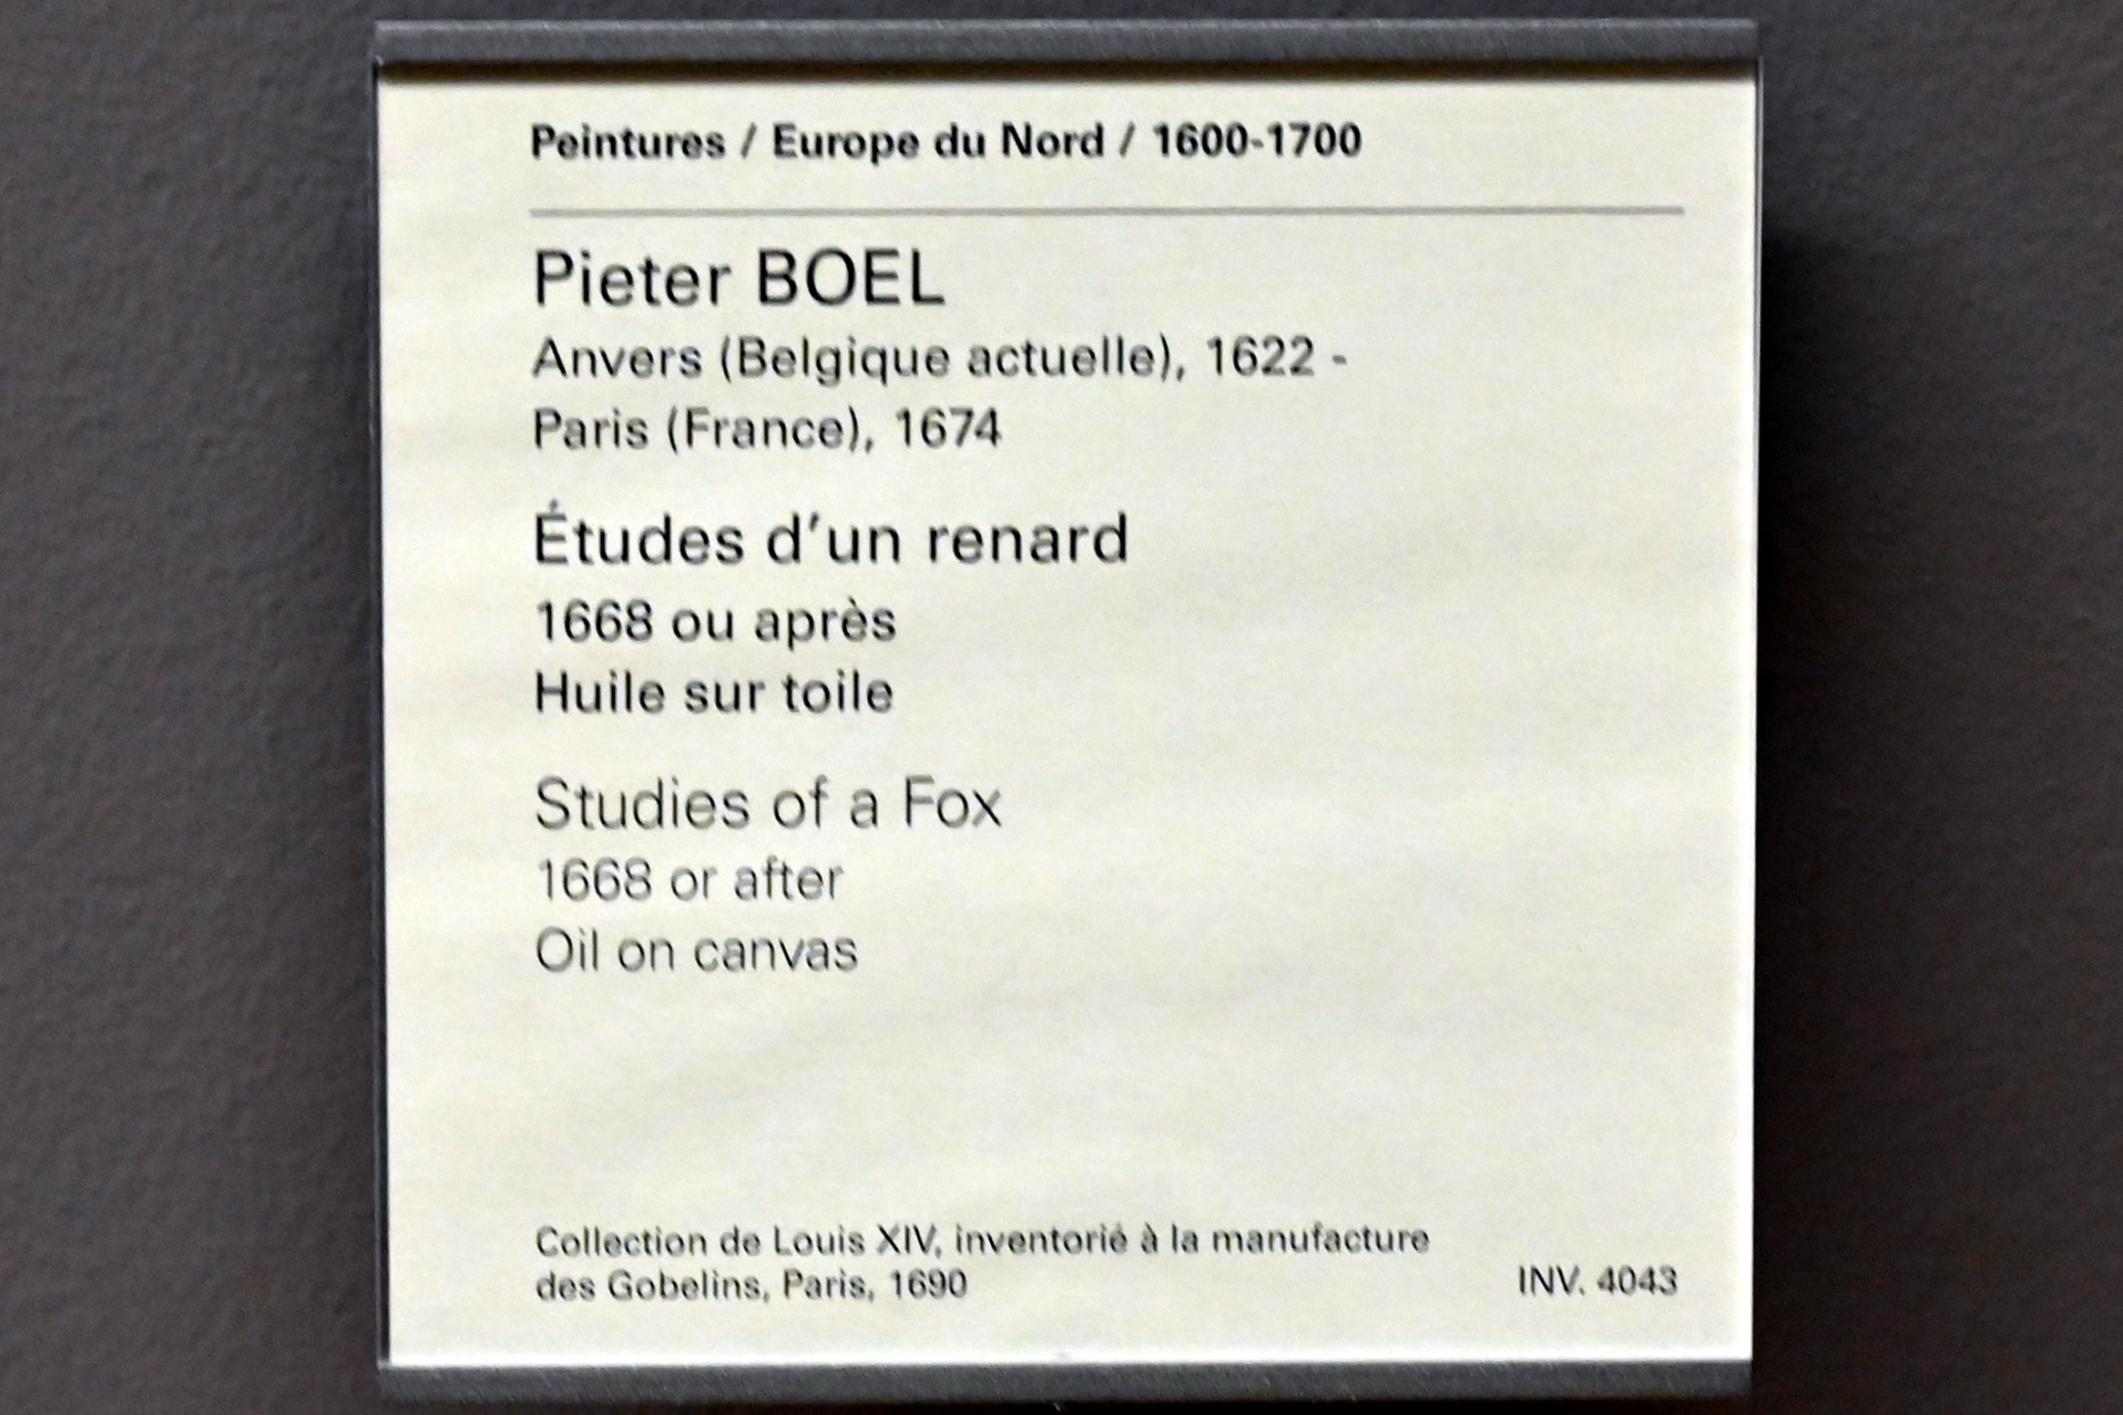 Peintures / Europe du Nord / 1600-1700
Pieter BOEL
Anvers (Belgique actuelle), 1622 -
Paris (France), 1674
Études d'un renard
1668 ou après
Huile sur toile
Studies of a Fox
1668 or after
Oil on canvas
Collection de Louis XIV, inventorié à la manufacture
des Gobelins, Paris, 1690
INV. 4043